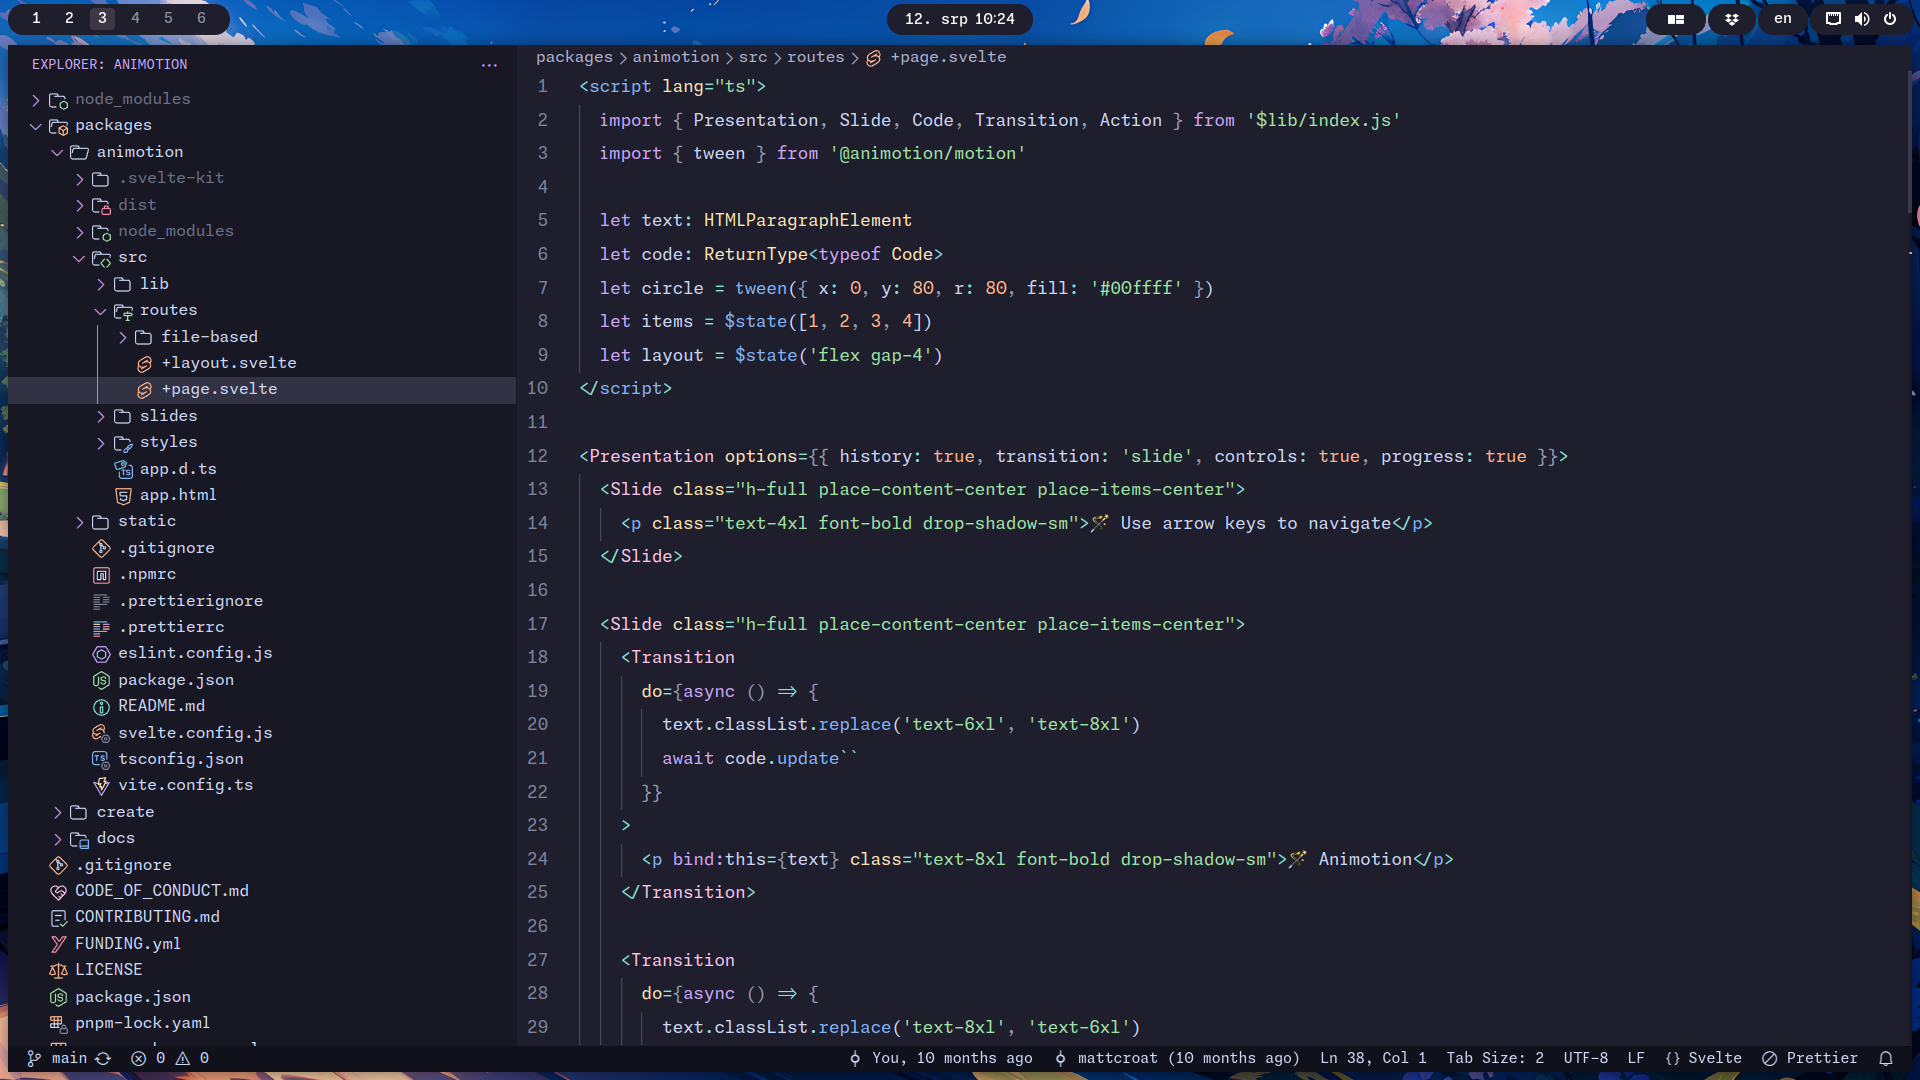 1 2 3 4 5 6
12. srp 10:24
en
EXPLORER: ANIMOTION
node_modules
packages
animotion
.svelte-kit
dist
node_modules
src
lib
routes
file-based
+layout.svelte
+page.svelte
slides
styles
app.d.ts
app.html
static
.gitignore
.npmrc
.prettierignore
.prettierrc
eslint.config.js
package.json
README.md
svelte.config.js
tsconfig.json
vite.config.ts
create
docs
.gitignore
CODE_OF_CONDUCT.md
CONTRIBUTING.md
FUNDING.yml
LICENSE
package.json
pnpm-lock.yaml
packages > animotion > src > routes > +page.svelte
1 <script lang="ts">
2 import { Presentation, Slide, Code, Transition, Action } from '$lib/index.js'
3 import { tween } from '@animotion/motion'
4
5 let text: HTMLParagraphElement
6 let code: ReturnType<typeof Code>
7 let circle = tween({ x: 0, y: 80, r: 80, fill: '#00ffff' })
8 let items = $state([1, 2, 3, 4])
9 let layout = $state('flex gap-4')
10 </script>
11
12 <Presentation options={{ history: true, transition: 'slide', controls: true, progress: true }}>
13 <Slide class="h-full place-content-center place-items-center">
14 <p class="text-4xl font-bold drop-shadow-sm">🪄 Use arrow keys to navigate</p>
15 </Slide>
16
17 <Slide class="h-full place-content-center place-items-center">
18 <Transition
19 do={async () => {
20 text.classList.replace('text-6xl', 'text-8xl')
21 await code.update``
22 }}
23 >
24 <p bind:this={text} class="text-8xl font-bold drop-shadow-sm">🪄 Animotion</p>
25 </Transition>
26
27 <Transition
28 do={async () => {
29 text.classList.replace('text-8xl', 'text-6xl')
main 0 0
You, 10 months ago mattcroat (10 months ago) Ln 38, Col 1 Tab Size: 2 UTF-8 LF {} Svelte Prettier